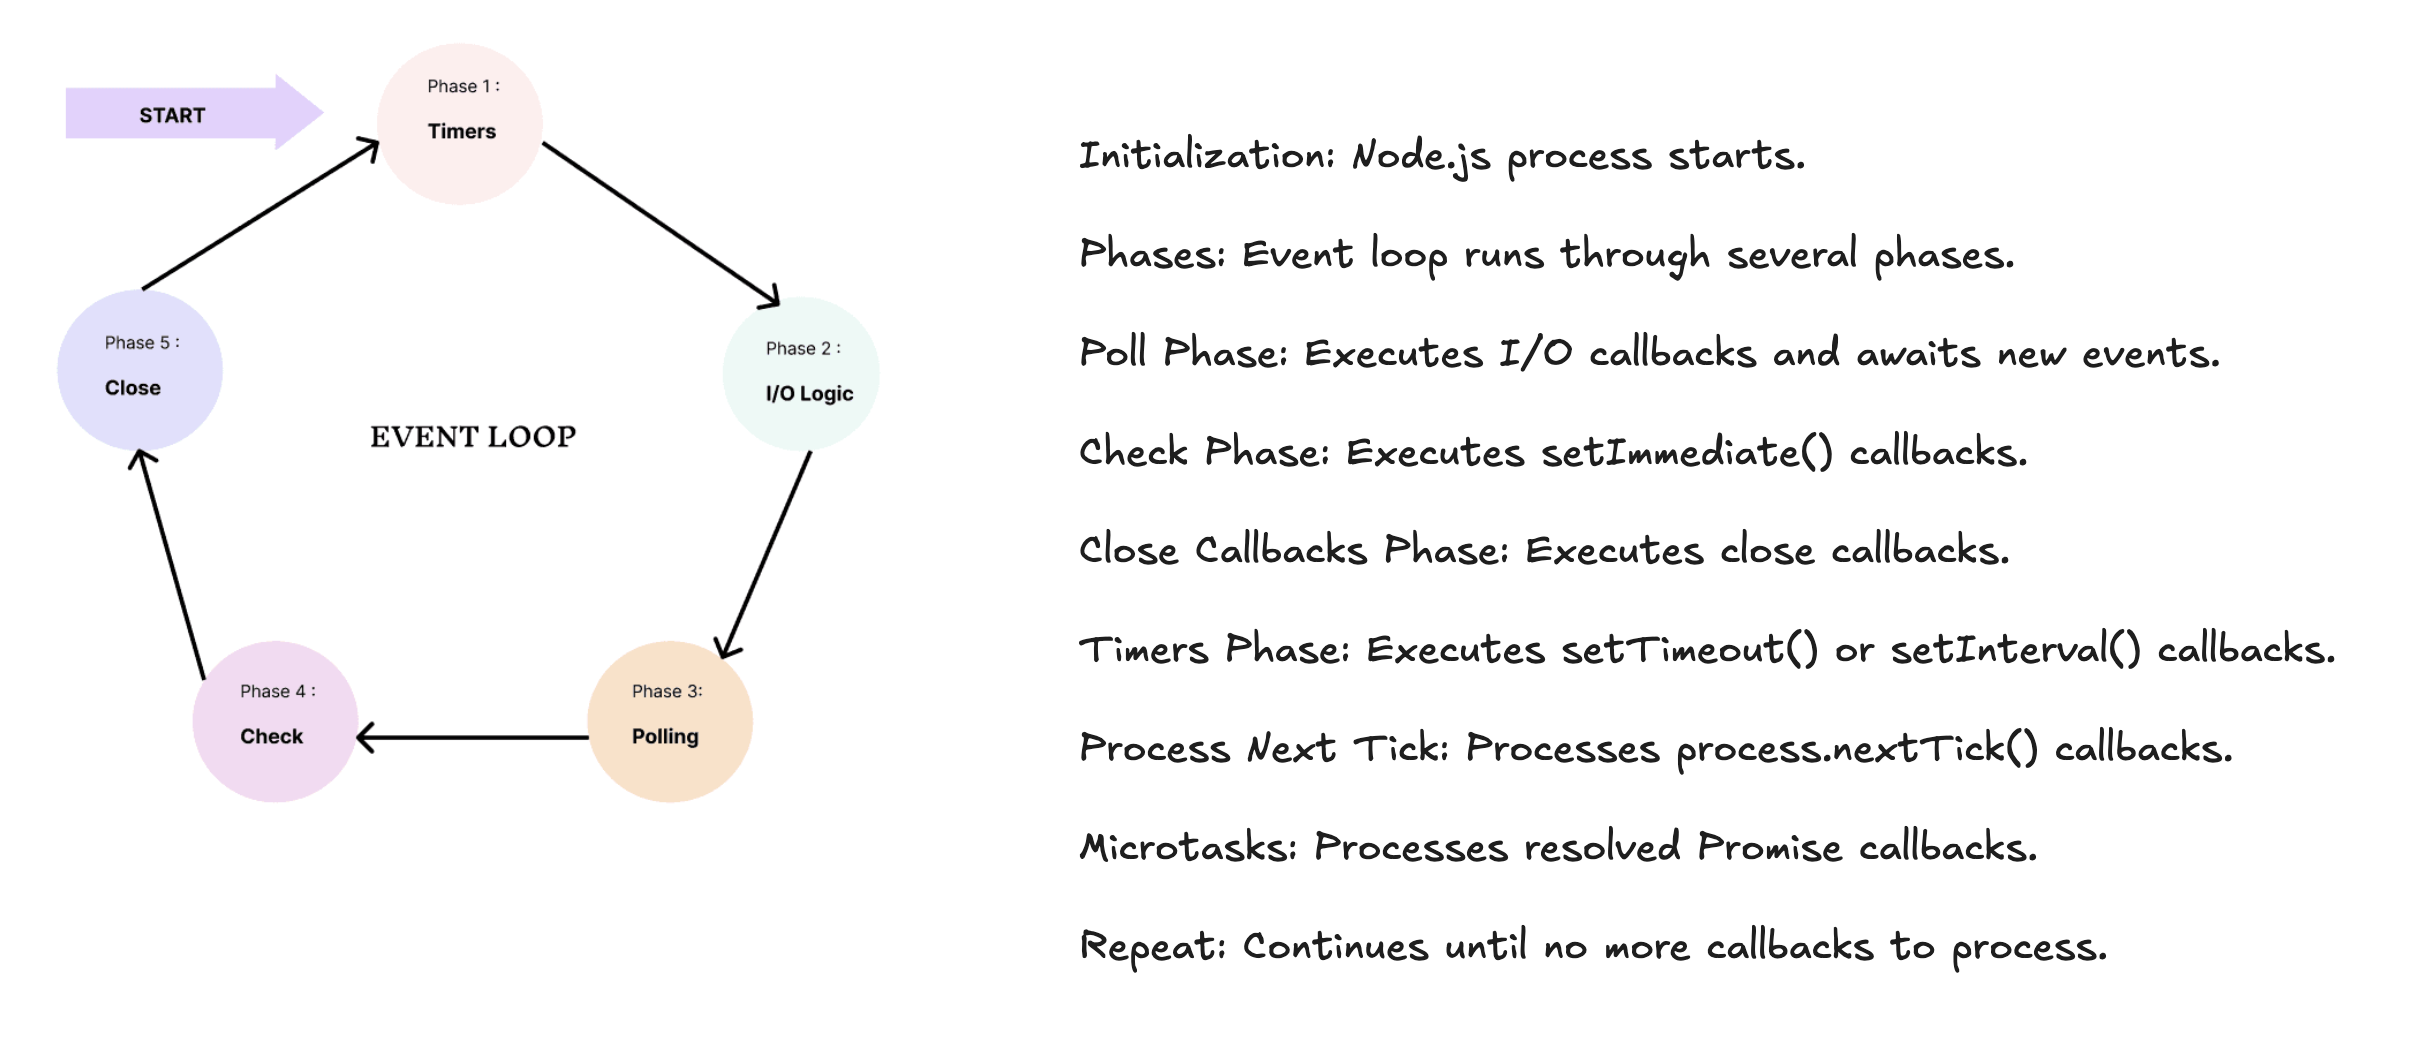 START
Phase 1 :
Timers
Phase 2 :
I/O Logic
Phase 3:
Polling
Phase 4 :
Check
Phase 5 :
Close
EVENT LOOP
Initialization: Node.js process starts.
Phases: Event loop runs through several phases.
Poll Phase: Executes I/O callbacks and awaits new events.
Check Phase: Executes setImmediate() callbacks.
Close Callbacks Phase: Executes close callbacks.
Timers Phase: Executes setTimeout() or setInterval() callbacks.
Process Next Tick: Processes process.nextTick() callbacks.
Microtasks: Processes resolved Promise callbacks.
Repeat: Continues until no more callbacks to process.